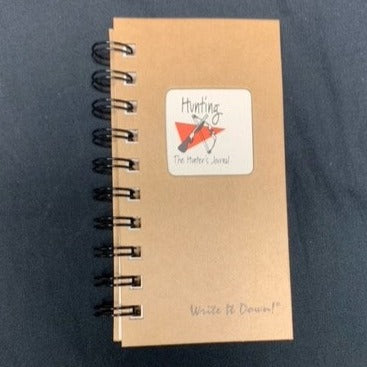 Hunting
The Hunter's Journal
Write It Down!®